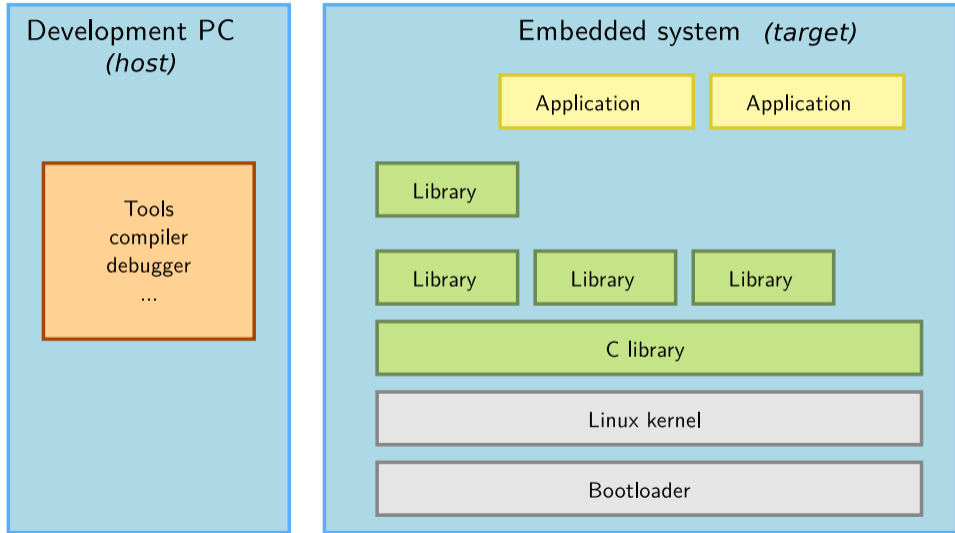 Development PC
(host)
Tools
compiler
debugger
...
Embedded system (target)
Application
Application
Library
Library
Library
Library
C library
Linux kernel
Bootloader